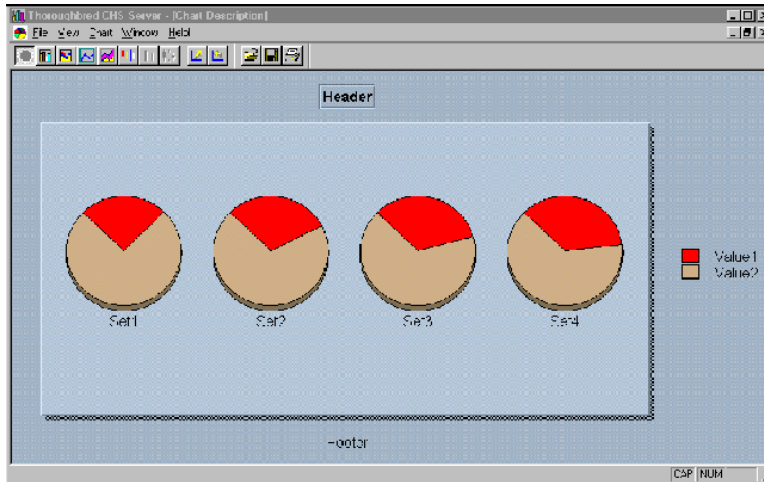 Thoroughbred CHS Server - [Chart Description]
File View Chart Window Help
Header
Set1 Set2 Set3 Set4
Value1
Value2
Footer
CAP NUM